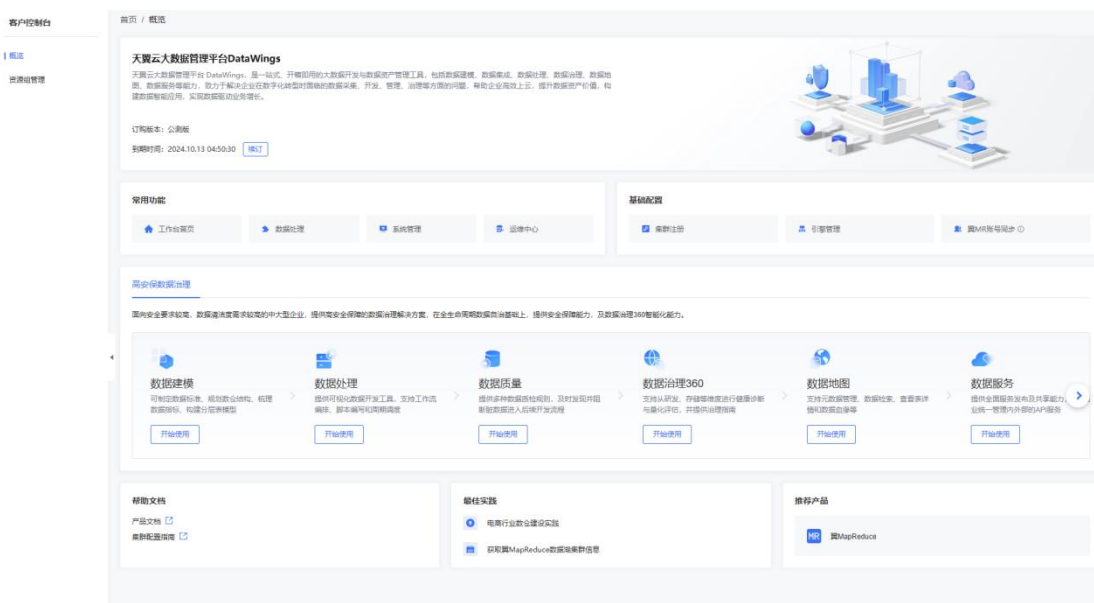 客户控制台
首页 / 概览
概览
资源组管理
天翼云大数据管理平台DataWings
天翼云大数据管理平台 DataWings，是一站式、开箱即用的大数据开发与数据资产管理工具，包括数据建模、数据集成、数据处理、数据治理、数据地
图、数据服务等能力，致力于解决企业在数字化转型时面临的数据采集、开发、管理、治理等方面的问题，帮助企业高效上云，提升数据资产价值，构
建数据智能应用，实现数据驱动业务增长。
订购版本：公测版
到期时间：2024.10.13 04:50:30 续订
常用功能
工作台首页 数据处理 系统管理 运维中心
基础配置
集群注册 引擎管理 翼MR账号同步
高安保数据治理
面向安全要求较高，数据清洁度需求较高的中大型企业，提供高安全保障的数据治理解决方案，在全生命周期数据自治基础上，提供安全保障能力，及数据治理360智能化能力。
数据建模
可制定数据标准、规划数仓结构、梳理
数据指标，构建分层表模型
开始使用
数据处理
提供可视化数据开发工具，支持工作流
编排、脚本编写和周期调度
开始使用
数据质量
提供多种数据质检规则，及时发现并阻
断脏数据进入后续开发流程
开始使用
数据治理360
支持从研发、存储等维度进行健康诊断
与量化评估，并提供治理指南
开始使用
数据地图
支持元数据管理、数据检索、查看表详
情和数据血缘等
开始使用
数据服务
提供全面服务发布及共享能力
业统一管理内外部的API服务
开始使用
帮助文档
产品文档
集群配置指南
最佳实践
电商行业数仓建设实践
获取翼MapReduce数据端集群信息
推荐产品
MR 翼MapReduce